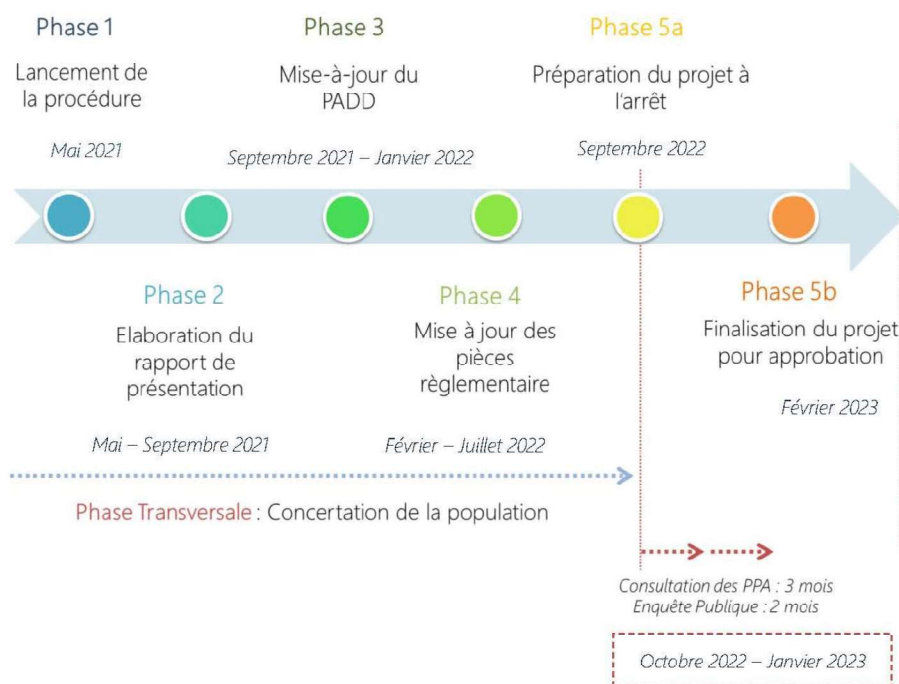 Phase 1
Lancement de
la procédure
Mai 2021
Phase 3
Mise-à-jour du
PADD
Septembre 2021 – Janvier 2022
Phase 5a
Préparation du projet à
l'arrêt
Septembre 2022
Phase 2
Elaboration du
rapport de
présentation
Mai – Septembre 2021
Phase 4
Mise à jour des
pièces
règlementaire
Février – Juillet 2022
Phase 5b
Finalisation du projet
pour approbation
Février 2023
Phase Transversale : Concertation de la population
Consultation des PPA : 3 mois
Enquête Publique : 2 mois
Octobre 2022 – Janvier 2023